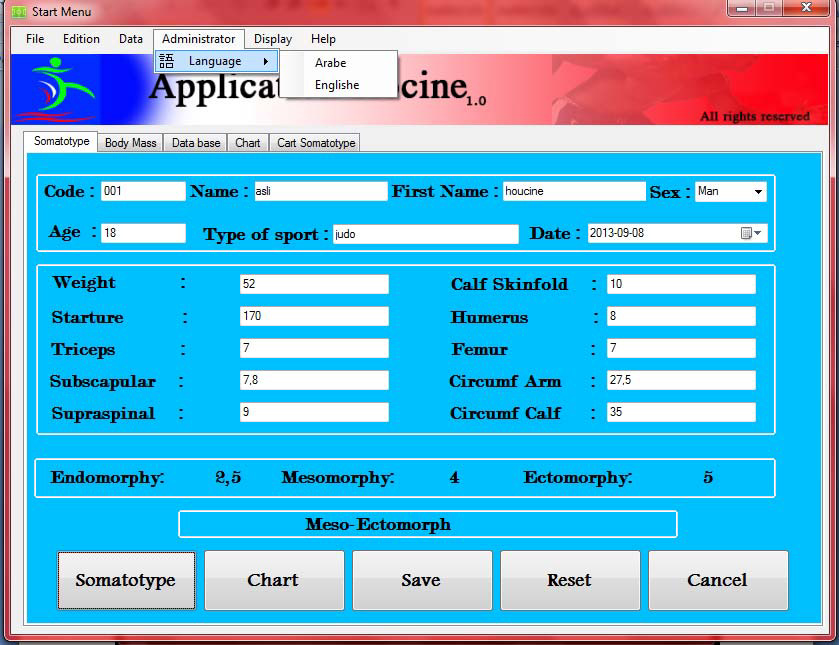 Start Menu
File Edition Data Administrator Display Help
語 Language Arabe
Englishe
1.0
All rights reserved
Somatotype Body Mass Data base Chart Cart Somatotype
Code : 001 Name : asli First Name : houcine Sex : Man
Age : 18 Type of sport : judo Date : 2013-09-08
Weight : 52 Calf Skinfold : 10
Starture : 170 Humerus : 8
Triceps : 7 Femur : 7
Subscapular : 7,8 Circumf Arm : 27,5
Supraspinal : 9 Circumf Calf : 35
Endomorphy: 2,5 Mesomorphy: 4 Ectomorphy: 5
Meso-Ectomorph
Somatotype Chart Save Reset Cancel